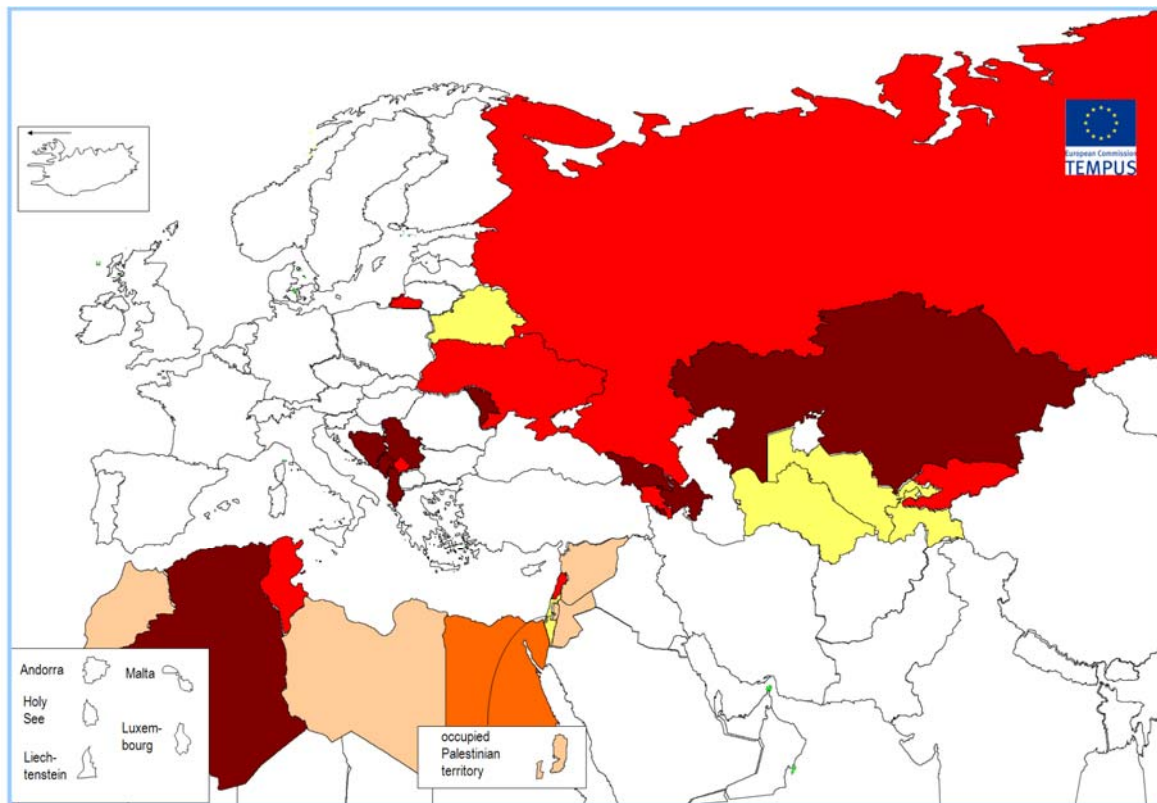 European Commission
TEMPUS
Andorra
Malta
Holy
See
Luxem-
bourg
Liech-
tenstein
occupied
Palestinian
territory